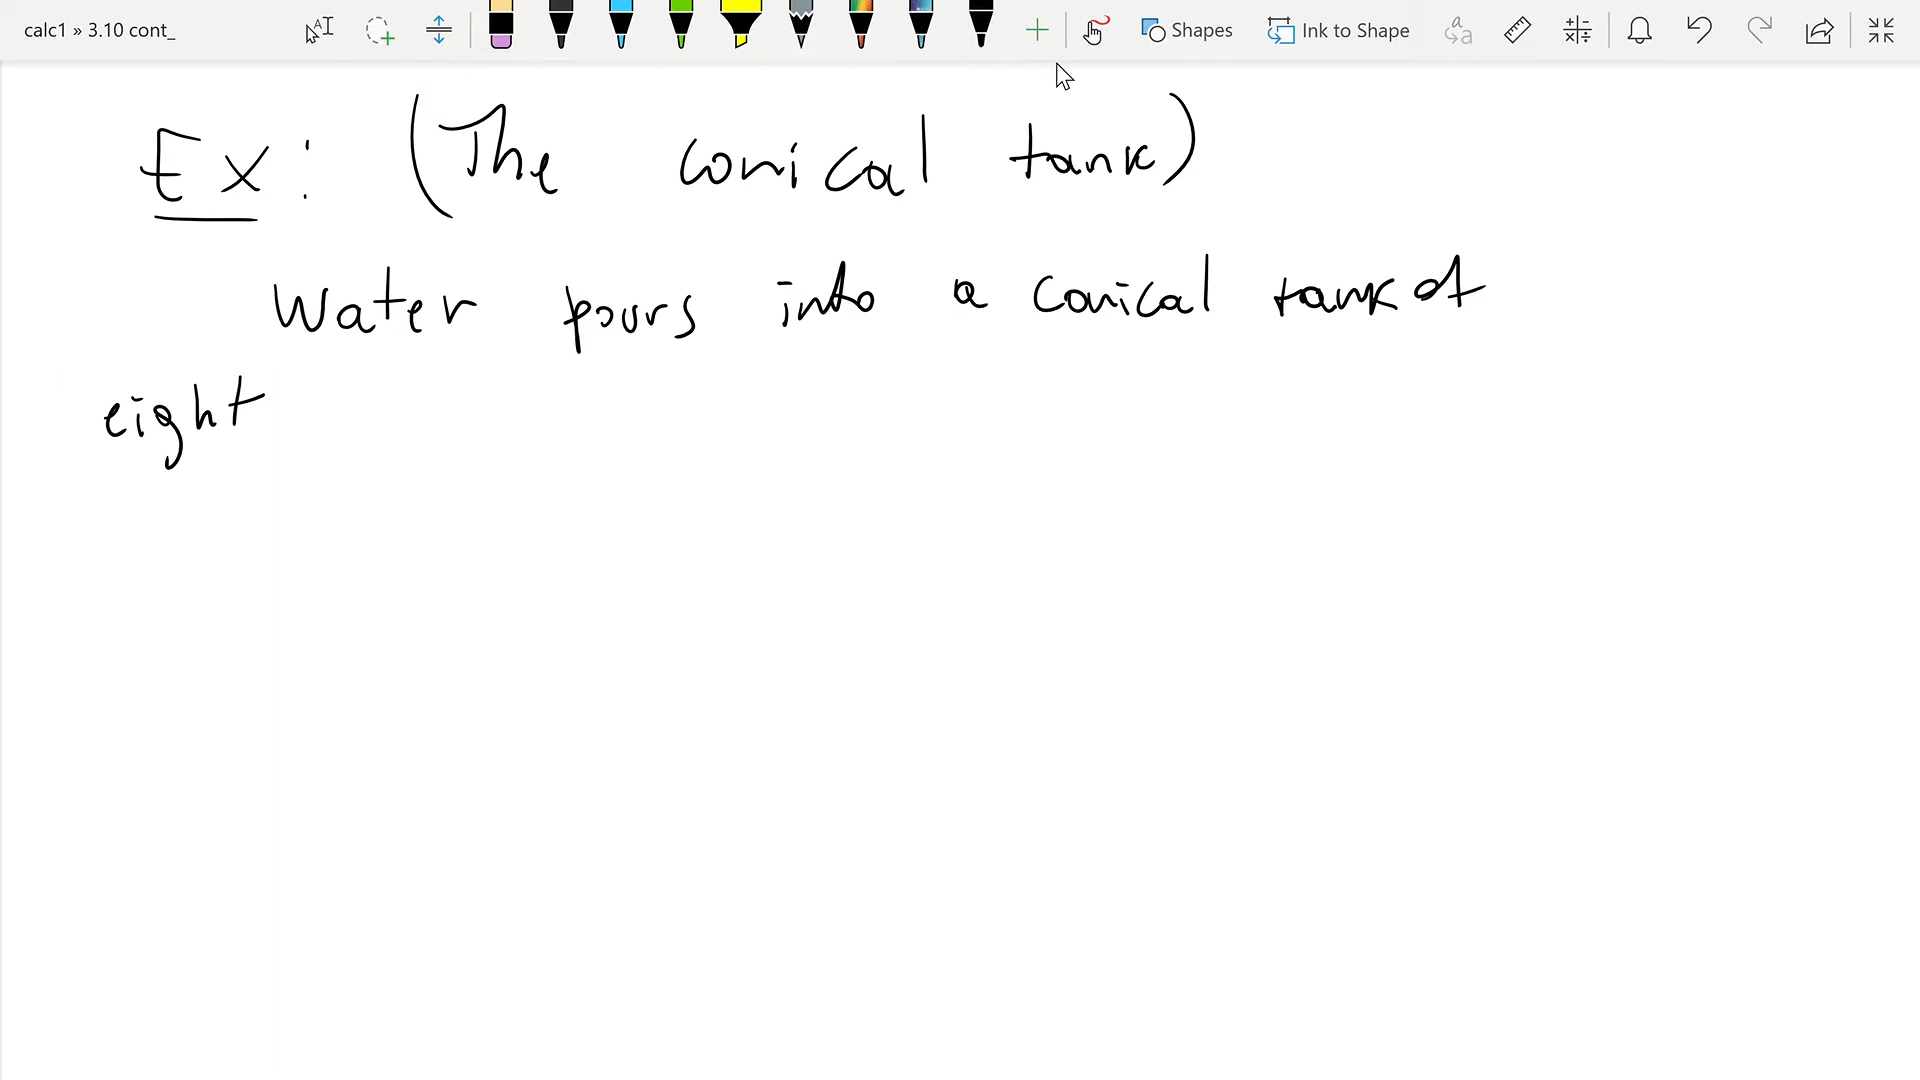 calc1 » 3.10 cont_
Shapes
Ink to Shape
Ex: (The conical tank)
Water pours into a conical tank of
eight